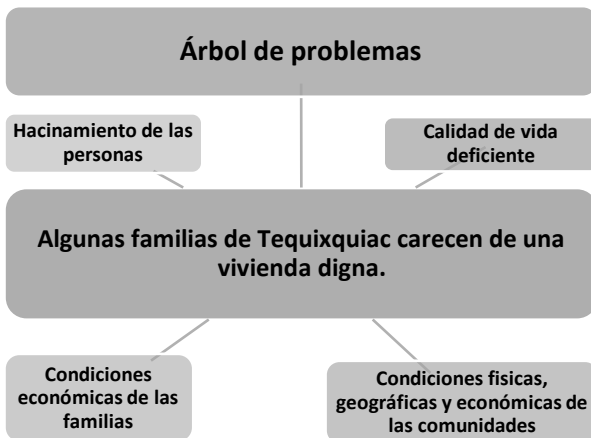 Árbol de problemas
Hacinamiento de las
personas
Calidad de vida
deficiente
Algunas familias de Tequixquiac carecen de una
vivienda digna.
Condiciones
económicas de las
familias
Condiciones fisicas,
geográficas y económicas de
las comunidades